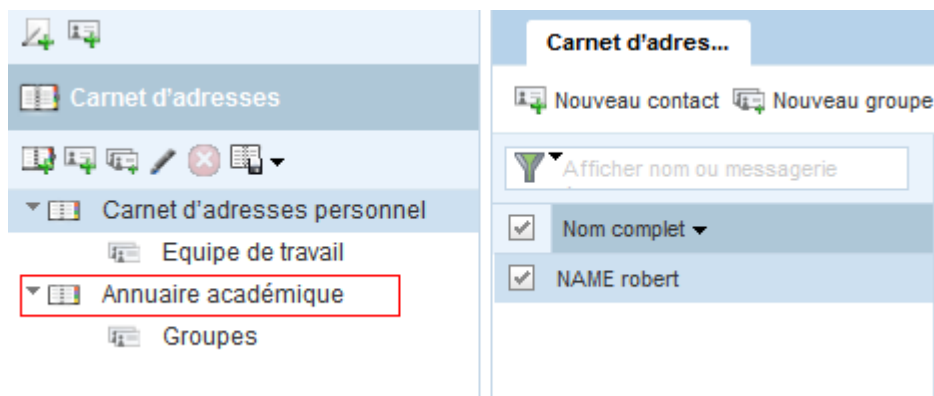 Carnet d'adresses
Carnet d'adresses personnel
Equipe de travail
Annuaire académique
Groupes
Carnet d'adres...
Nouveau contact Nouveau groupe
Afficher nom ou messagerie
Nom complet
NAME robert